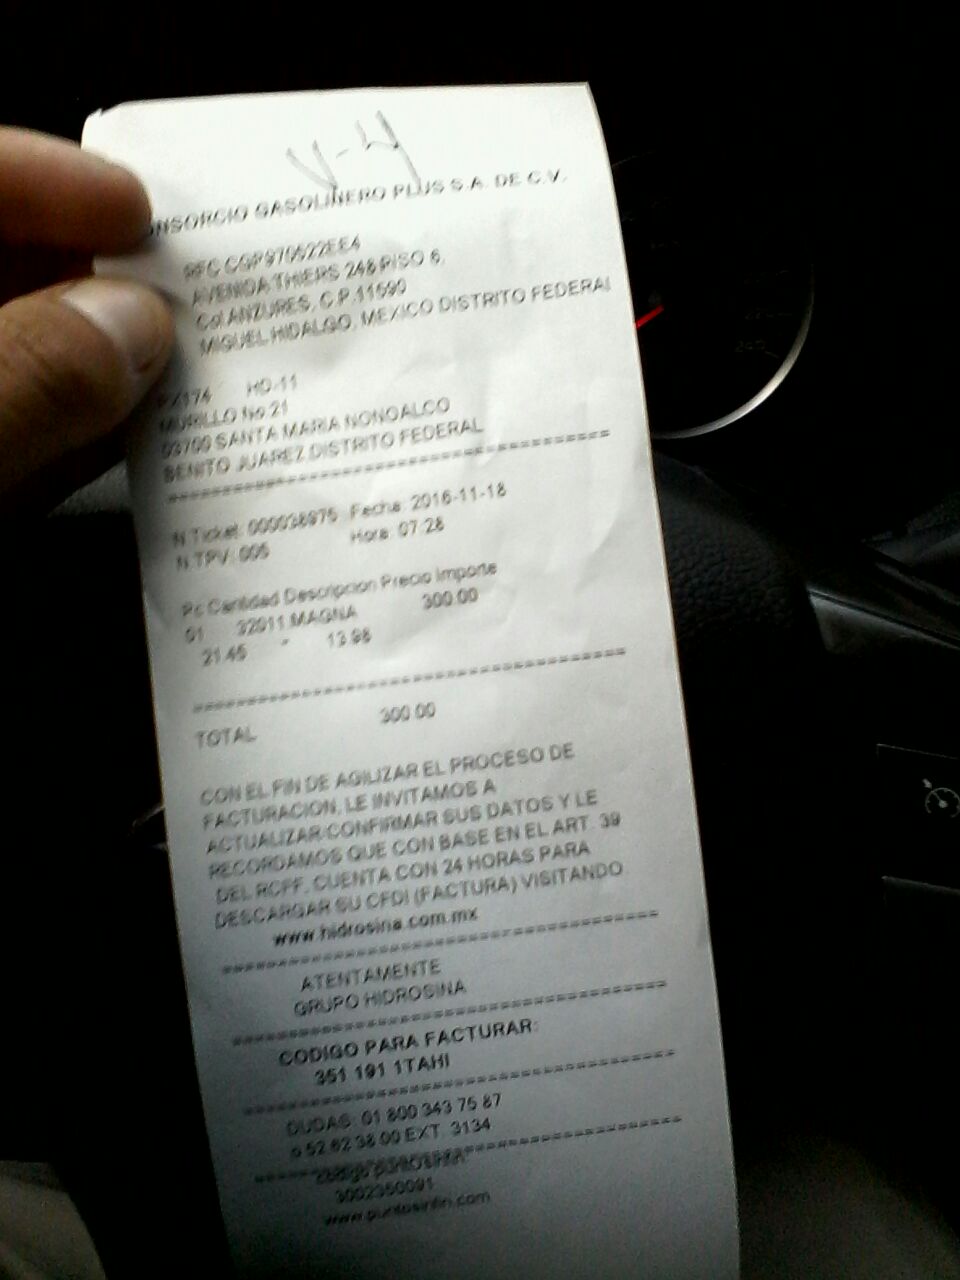 V-4
ONSORCIO GASOLINERO PLUS S.A. DE C.V.
RFC CGP970522EE4
AVENIDA THIERS 248 PISO 6,
Col ANZURES, C.P.11590
MIGUEL HIDALGO, MEXICO DISTRITO FEDERAL
HD-11
MURILLO No.21
03700 SANTA MARIA NONOALCO
BENITO JUAREZ DISTRITO FEDERAL
N.Ticket: 000038975 Fecha: 2016-11-18
N.TPV: 005 Hora: 07:28
Pc Cantidad Descripcion Precio Importe
01 32011 MAGNA 300.00
21.45 * 13.98
TOTAL 300.00
CON EL FIN DE AGILIZAR EL PROCESO DE
FACTURACION, LE INVITAMOS A
ACTUALIZAR/CONFIRMAR SUS DATOS Y LE
RECORDAMOS QUE CON BASE EN EL ART. 39
DEL RCFF, CUENTA CON 24 HORAS PARA
DESCARGAR SU CFDI (FACTURA) VISITANDO
www.hidrosina.com.mx
ATENTAMENTE
GRUPO HIDROSINA
CODIGO PARA FACTURAR:
351 191 1TAHI
DUDAS: 01 800 343 75 87
o 52 62 38 00 EXT. 3134
3002350091
www.puntosinfin.com